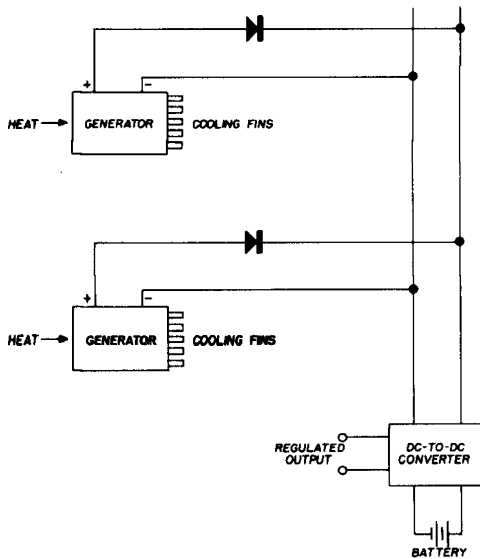 + −
HEAT GENERATOR COOLING FINS
+ −
HEAT GENERATOR COOLING FINS
REGULATED
OUTPUT
DC-TO-DC
CONVERTER
BATTERY